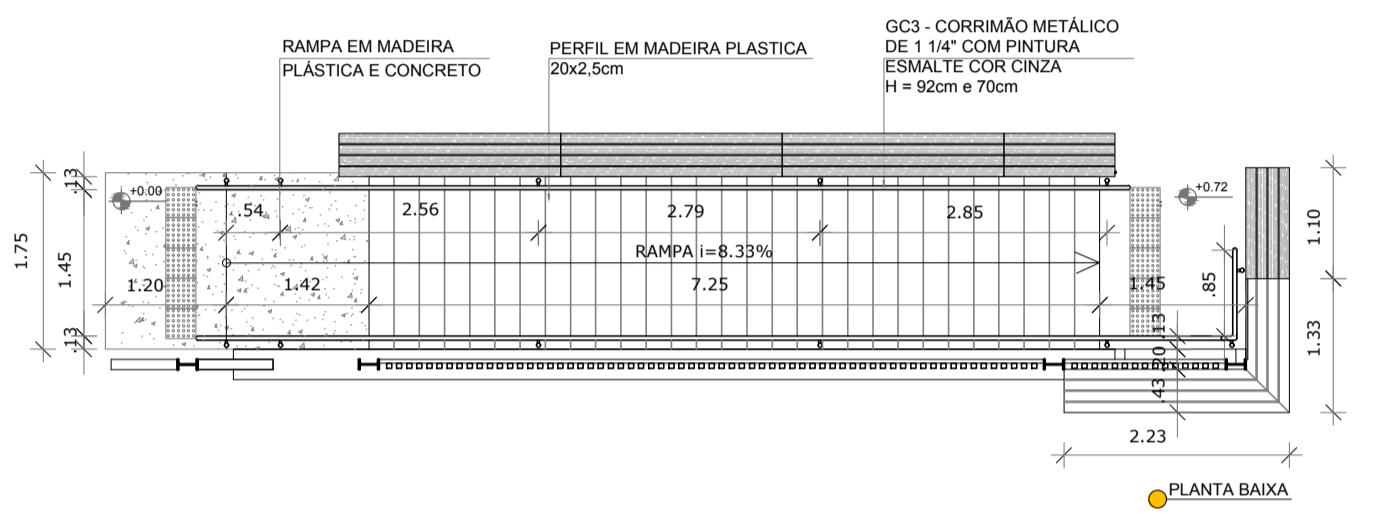 RAMPA EM MADEIRA
PLÁSTICA E CONCRETO
PERFIL EM MADEIRA PLASTICA
20x2,5cm
GC3 - CORRIMÃO METÁLICO
DE 1 1/4" COM PINTURA
ESMALTE COR CINZA
H = 92cm e 70cm
.13
+0.00
+0.72
.54
2.56
2.79
2.85
1.10
1.75
1.45
RAMPA i=8.33%
1.20
1.42
7.25
1.45
.85
.13
.13
.20
.43
1.33
2.23
PLANTA BAIXA